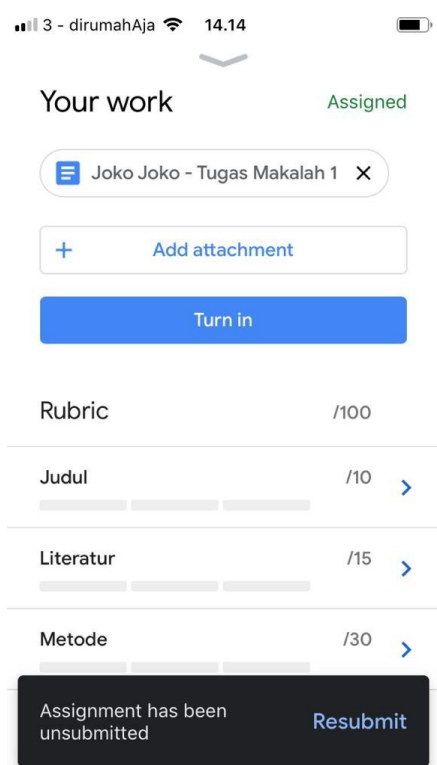 3 - dirumahAja 14.14
Your work Assigned
Joko Joko - Tugas Makalah 1 ×
+ Add attachment
Turn in
Rubric /100
Judul /10
Literatur /15
Metode /30
Assignment has been
unsubmitted
Resubmit